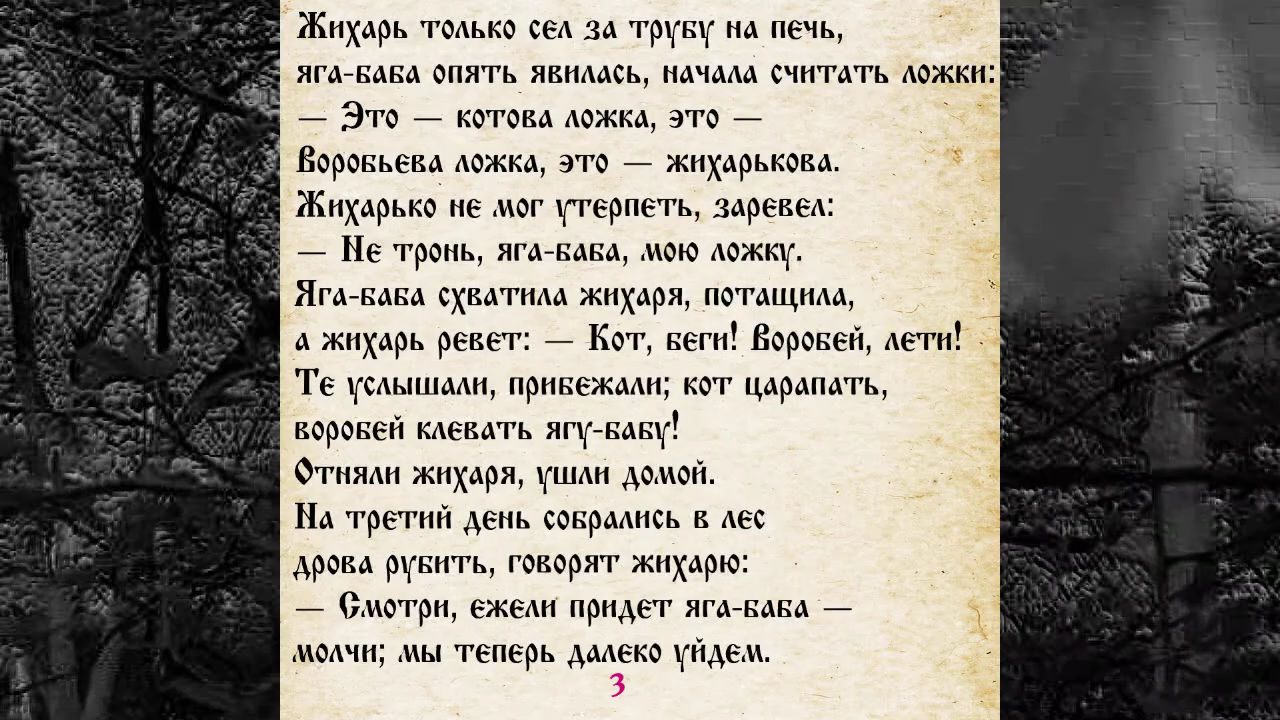 Жихарь только сел за трубу на печь,
яга-баба опять явилась, начала считать ложки:
— Это — котова ложка, это —
Воробьева ложка, это — жихарькова.
Жихарько не мог утерпеть, заревел:
— Не тронь, яга-баба, мою ложку.
Яга-баба схватила жихаря, потащила,
а жихарь ревет: — Кот, беги! Воробей, лети!
Те услышали, прибежали; кот царапать,
воробей клевать ягу-бабу!
Отняли жихаря, ушли домой.
На третий день собрались в лес
дрова рубить, говорят жихарю:
— Смотри, ежели придет яга-баба —
молчи; мы теперь далеко уйдем.
3